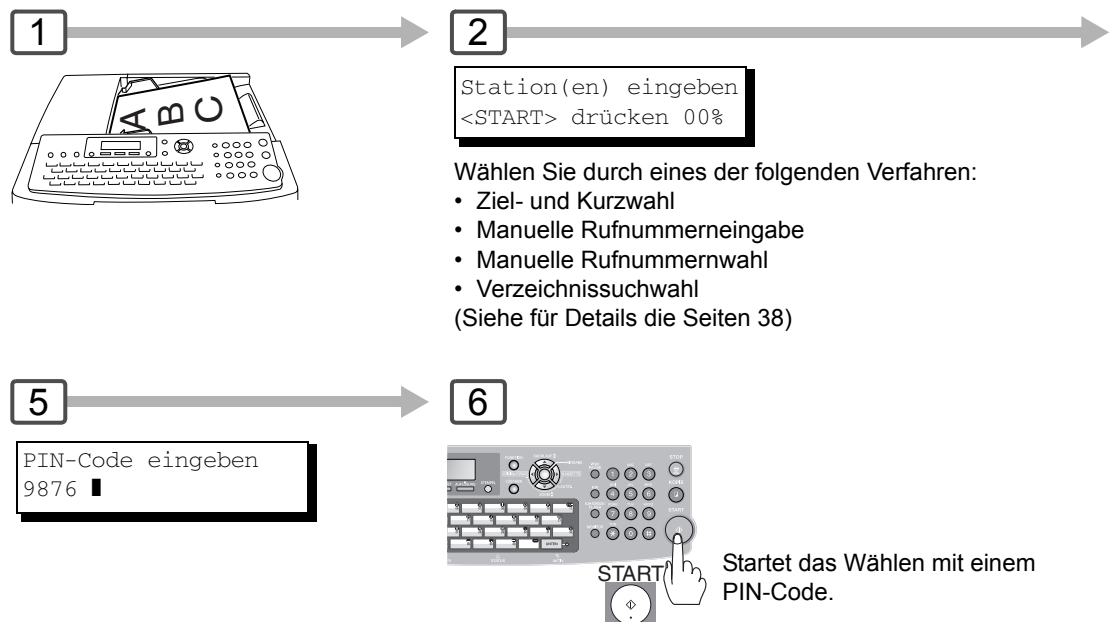 1
2
A B C
Station(en) eingeben
<START> drücken 00%
Wählen Sie durch eines der folgenden Verfahren:
• Ziel- und Kurzwahl
• Manuelle Rufnummerneingabe
• Manuelle Rufnummernwahl
• Verzeichnissuchwahl
(Siehe für Details die Seiten 38)
5
6
PIN-Code eingeben
9876
STOP
START
START
Startet das Wählen mit einem
PIN-Code.